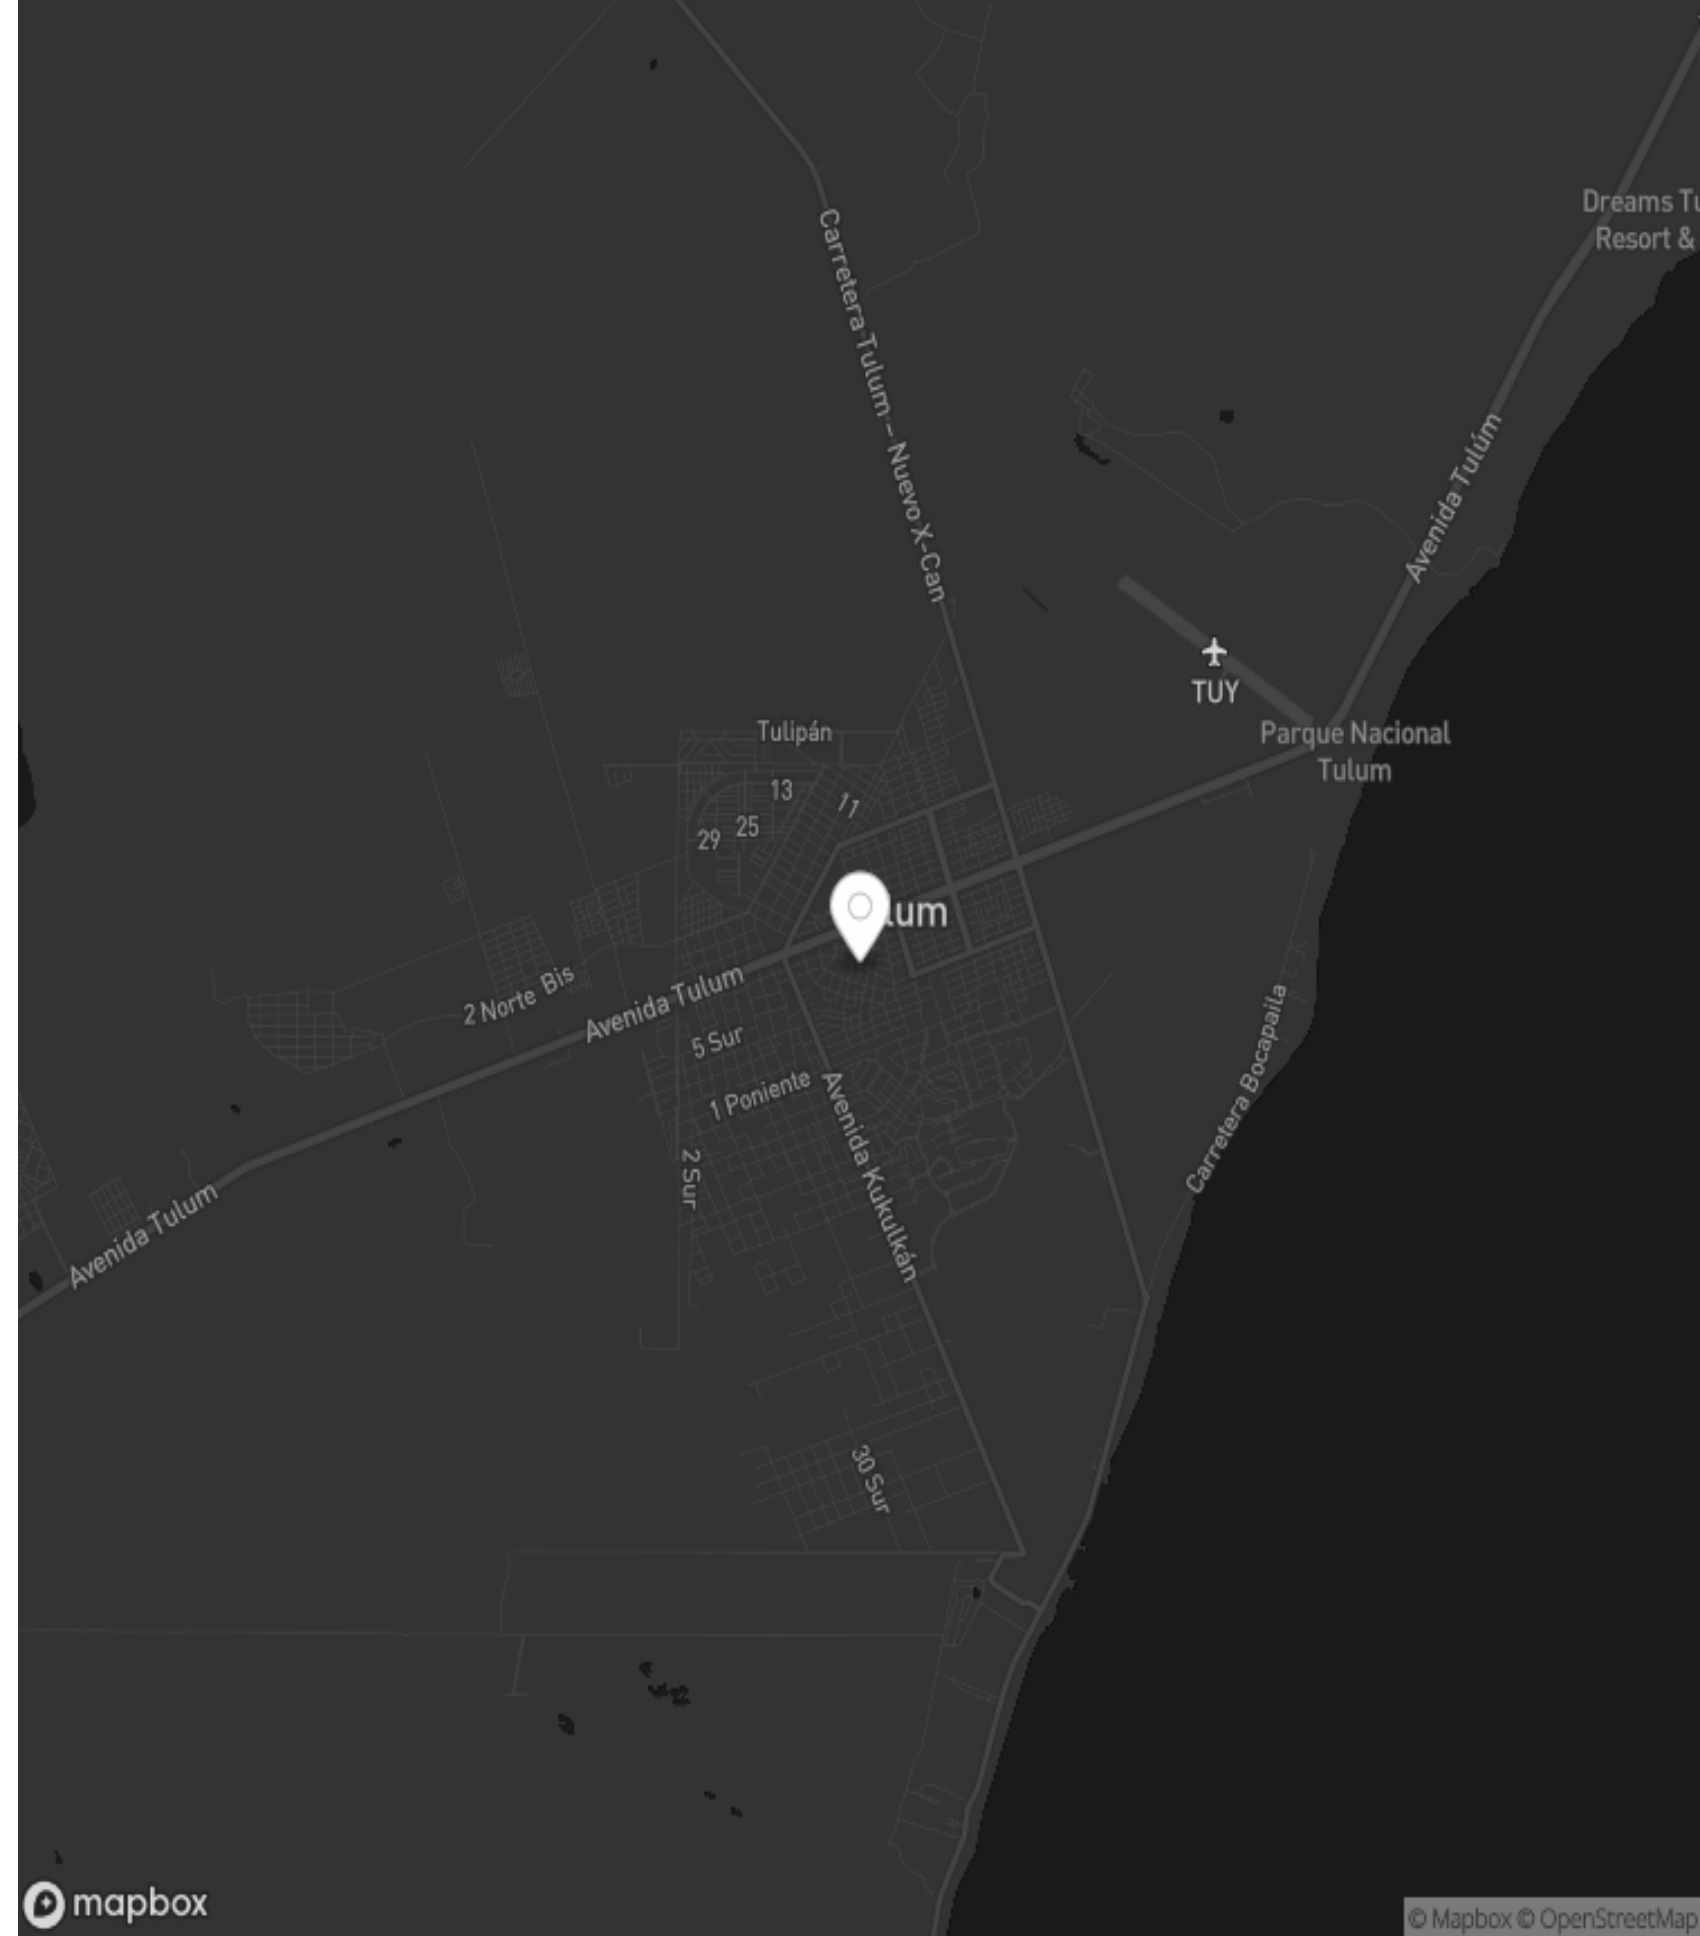 Dreams Tu
Resort &
Carretera Tulum – Nuevo X-Can
Avenida Tulúm
TUY
Parque Nacional
Tulum
Tulipán
13
11
25
29
lum
2 Norte Bis
Avenida Tulum
5 Sur
1 Poniente
Avenida Kukulkán
2 Sur
Carretera Bocapaila
Avenida Tulum
30 Sur
mapbox
© Mapbox © OpenStreetMap